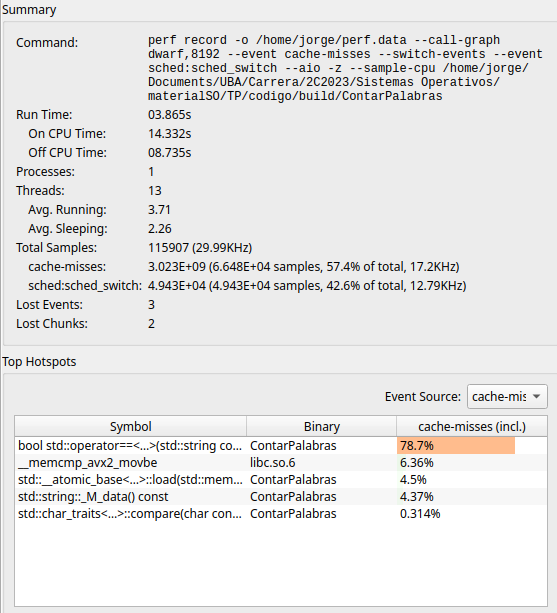 Summary
Command: perf record -o /home/jorge/perf.data --call-graph
dwarf,8192 --event cache-misses --switch-events --event
sched:sched_switch --aio -z --sample-cpu /home/jorge/
Documents/UBA/Carrera/2C2023/Sistemas Operativos/
materialSO/TP/codigo/build/ContarPalabras
Run Time: 03.865s
On CPU Time: 14.332s
Off CPU Time: 08.735s
Processes: 1
Threads: 13
Avg. Running: 3.71
Avg. Sleeping: 2.26
Total Samples: 115907 (29.99KHz)
cache-misses: 3.023E+09 (6.648E+04 samples, 57.4% of total, 17.2KHz)
sched:sched_switch: 4.943E+04 (4.943E+04 samples, 42.6% of total, 12.79KHz)
Lost Events: 3
Lost Chunks: 2
Top Hotspots
Event Source: cache-mis
Symbol Binary cache-misses (incl.)
bool std::operator==<...>(std::string co... ContarPalabras 78.7%
__memcmp_avx2_movbe libc.so.6 6.36%
std::__atomic_base<...>::load(std::mem... ContarPalabras 4.5%
std::string::_M_data() const ContarPalabras 4.37%
std::char_traits<...>::compare(char con... ContarPalabras 0.314%